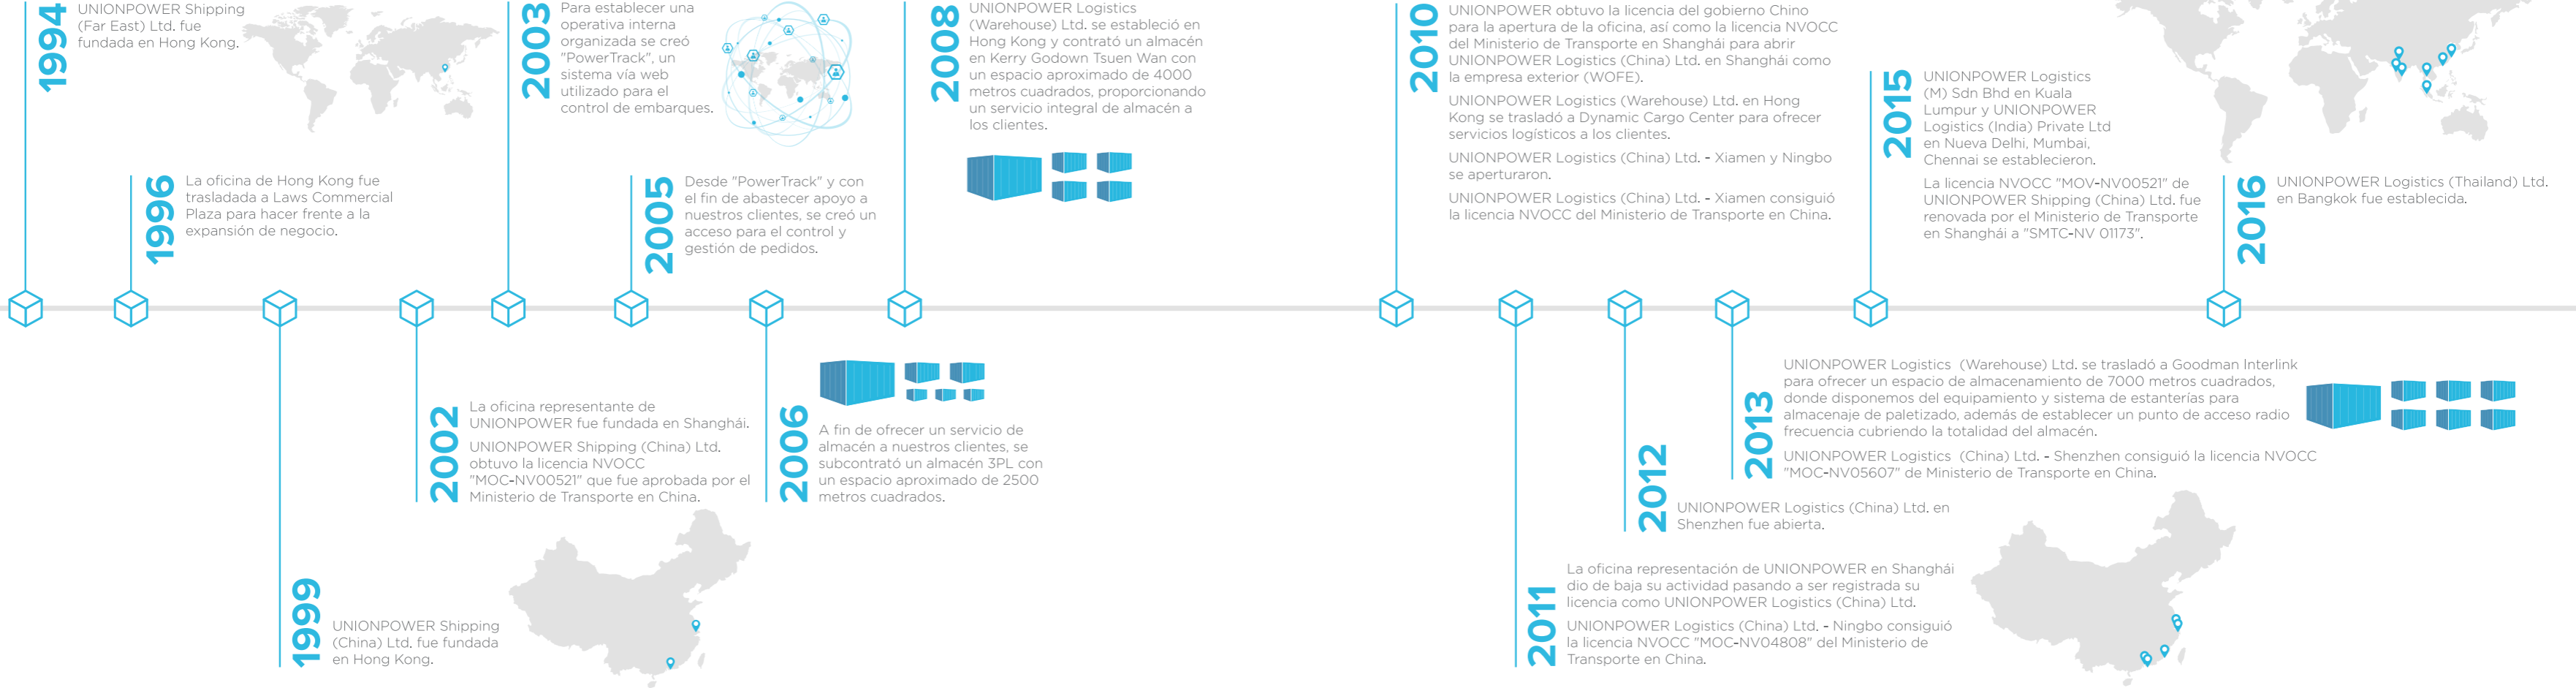 1994
UNIONPOWER Shipping
(Far East) Ltd. fue
fundada en Hong Kong.
1996
La oficina de Hong Kong fue
trasladada a Laws Commercial
Plaza para hacer frente a la
expansión de negocio.
1999
UNIONPOWER Shipping
(China) Ltd. fue fundada
en Hong Kong.
2002
La oficina representante de
UNIONPOWER fue fundada en Shanghái.
UNIONPOWER Shipping (China) Ltd.
obtuvo la licencia NVOCC
"MOC-NV00521" que fue aprobada por el
Ministerio de Transporte en China.
2003
Para establecer una
operativa interna
organizada se creó
"PowerTrack", un
sistema vía web
utilizado para el
control de embarques.
2005
Desde "PowerTrack" y con
el fin de abastecer apoyo a
nuestros clientes, se creó un
acceso para el control y
gestión de pedidos.
2006
A fin de ofrecer un servicio de
almacén a nuestros clientes, se
subcontrató un almacén 3PL con
un espacio aproximado de 2500
metros cuadrados.
2008
UNIONPOWER Logistics
(Warehouse) Ltd. se estableció en
Hong Kong y contrató un almacén
en Kerry Godown Tsuen Wan con
un espacio aproximado de 4000
metros cuadrados, proporcionando
un servicio integral de almacén a
los clientes.
2010
UNIONPOWER obtuvo la licencia del gobierno Chino
para la apertura de la oficina, así como la licencia NVOCC
del Ministerio de Transporte en Shanghái para abrir
UNIONPOWER Logistics (China) Ltd. en Shanghái como
la empresa exterior (WOFE).
UNIONPOWER Logistics (Warehouse) Ltd. en Hong
Kong se trasladó a Dynamic Cargo Center para ofrecer
servicios logísticos a los clientes.
UNIONPOWER Logistics (China) Ltd. - Xiamen y Ningbo
se aperturaron.
UNIONPOWER Logistics (China) Ltd. - Xiamen consiguió
la licencia NVOCC del Ministerio de Transporte en China.
2011
La oficina representación de UNIONPOWER en Shanghái
dio de baja su actividad pasando a ser registrada su
licencia como UNIONPOWER Logistics (China) Ltd.
UNIONPOWER Logistics (China) Ltd. - Ningbo consiguió
la licencia NVOCC "MOC-NV04808" del Ministerio de
Transporte en China.
2012
UNIONPOWER Logistics (China) Ltd. en
Shenzhen fue abierta.
2013
UNIONPOWER Logistics (Warehouse) Ltd. se trasladó a Goodman Interlink
para ofrecer un espacio de almacenamiento de 7000 metros cuadrados,
donde disponemos del equipamiento y sistema de estanterías para
almacenaje de paletizado, además de establecer un punto de acceso radio
frecuencia cubriendo la totalidad del almacén.
UNIONPOWER Logistics (China) Ltd. - Shenzhen consiguió la licencia NVOCC
"MOC-NV05607" de Ministerio de Transporte en China.
2015
UNIONPOWER Logistics
(M) Sdn Bhd en Kuala
Lumpur y UNIONPOWER
Logistics (India) Private Ltd
en Nueva Delhi, Mumbai,
Chennai se establecieron.
La licencia NVOCC "MOV-NV00521" de
UNIONPOWER Shipping (China) Ltd. fue
renovada por el Ministerio de Transporte
en Shanghái a "SMTC-NV 01173".
2016
UNIONPOWER Logistics (Thailand) Ltd.
en Bangkok fue establecida.